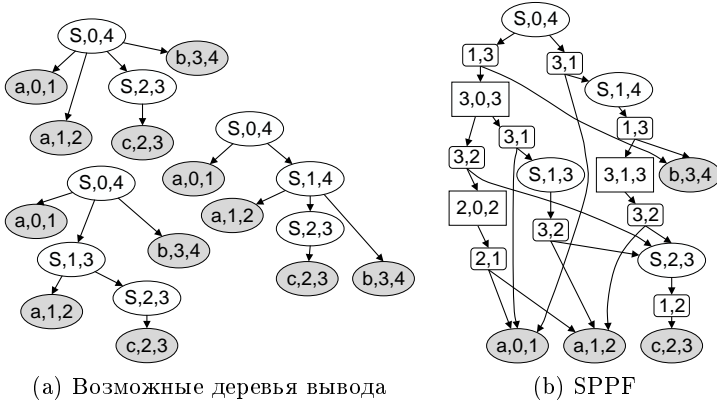 S,0,4
a,0,1
a,1,2
S,2,3
c,2,3
b,3,4
S,0,4
a,0,1
S,1,4
a,1,2
S,2,3
c,2,3
b,3,4
S,0,4
a,0,1
S,1,3
b,3,4
a,1,2
S,2,3
c,2,3
(a) Возможные деревья вывода
S,0,4
1,3
3,1
3,0,3
S,1,4
3,1
1,3
3,2
S,1,3
3,1,3
b,3,4
2,0,2
3,2
3,2
2,1
S,2,3
1,2
a,0,1
a,1,2
c,2,3
(b) SPPF